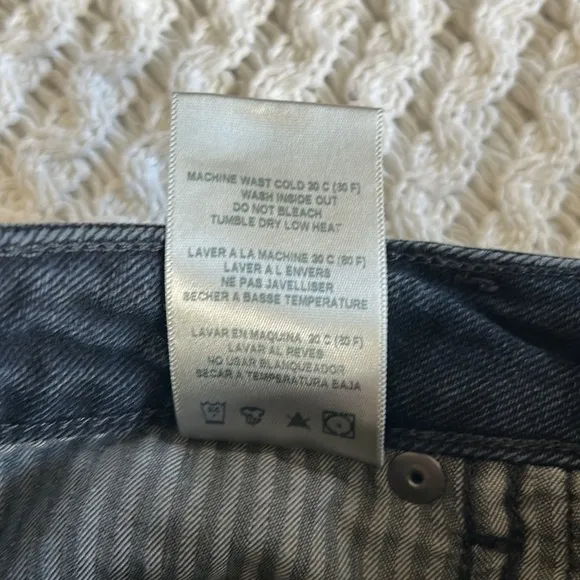 MACHINE WAST COLD 30 C (80 F)
WASH INSIDE OUT
DO NOT BLEACH
TUMBLE DRY LOW HEAT
LAVER A LA MACHINE 30 C (80 F)
LAVER A L ENVERS
NE PAS JAVELLISER
SECHER A BASSE TEMPERATURE
LAVAR EN MAQUINA 30 C (80 F)
LAVAR AL REVES
NO USAR BLANQUEADOR
SECAR A TEMPERATURA BAJA